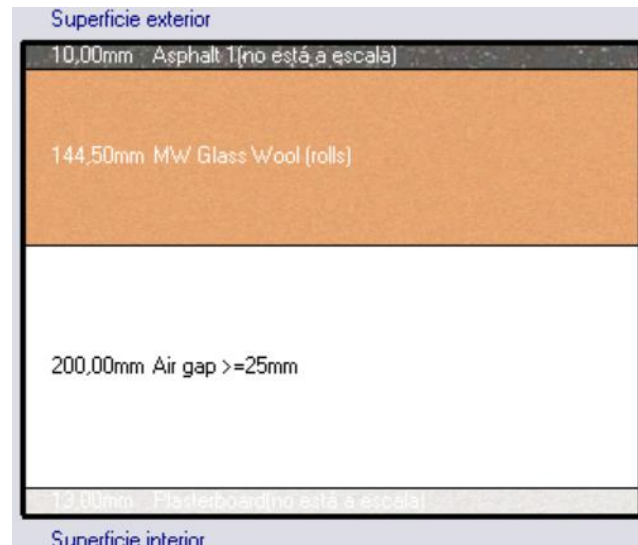 Superficie exterior
10,00mm Asphalt 1(no está a escala)
144,50mm MW Glass Wool (rolls)
200,00mm Air gap >=25mm
13,00mm Plasterboard(no está a escala)
Superficie interior